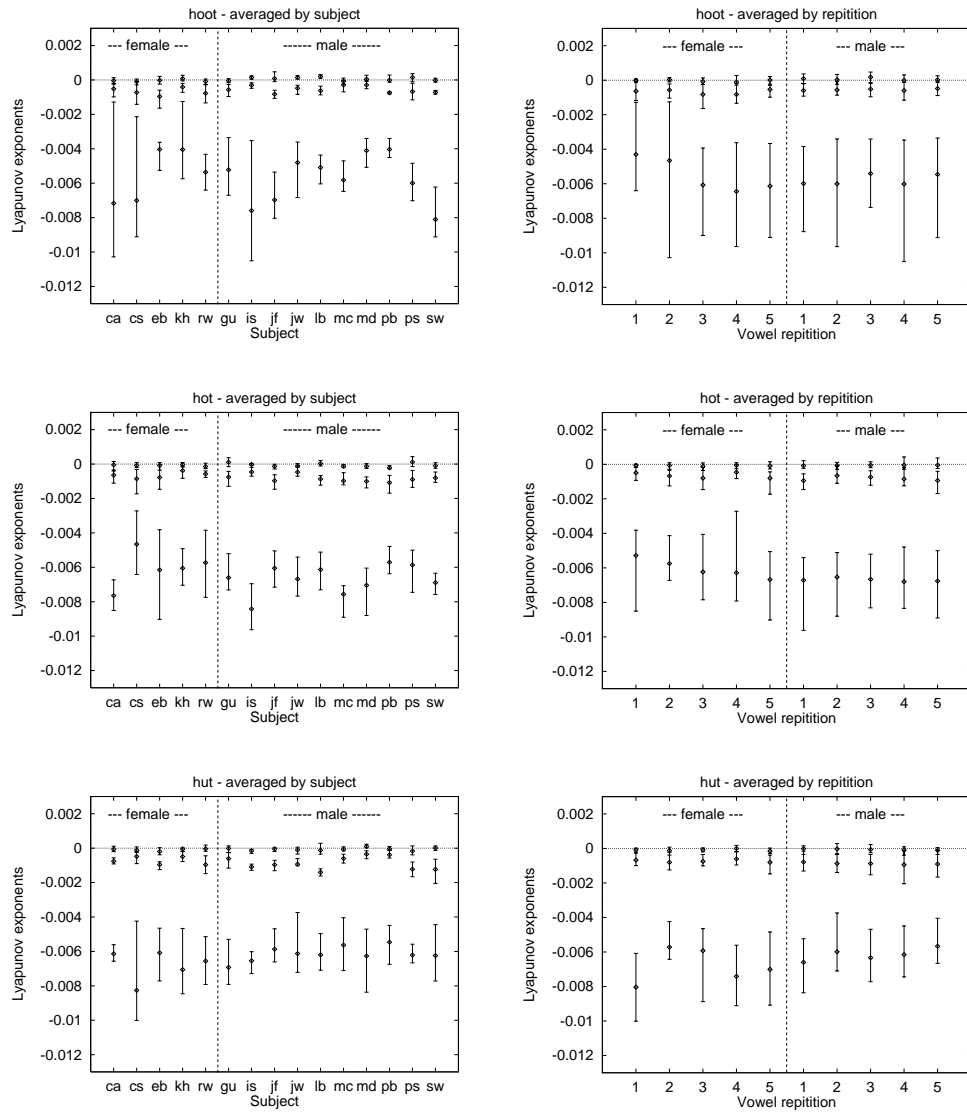 hoot - averaged by subject
--- female --- ------ male ------
0.002
0
-0.002
-0.004
-0.006
-0.008
-0.01
-0.012
Lyapunov exponents
ca cs eb kh rw gu is jf jw lb mc md pb ps sw
Subject
hoot - averaged by repitition
--- female --- --- male ---
0.002
0
-0.002
-0.004
-0.006
-0.008
-0.01
-0.012
Lyapunov exponents
1 2 3 4 5 1 2 3 4 5
Vowel repitition
hot - averaged by subject
--- female --- ------ male ------
0.002
0
-0.002
-0.004
-0.006
-0.008
-0.01
-0.012
Lyapunov exponents
ca cs eb kh rw gu is jf jw lb mc md pb ps sw
Subject
hot - averaged by repitition
--- female --- --- male ---
0.002
0
-0.002
-0.004
-0.006
-0.008
-0.01
-0.012
Lyapunov exponents
1 2 3 4 5 1 2 3 4 5
Vowel repitition
hut - averaged by subject
--- female --- ------ male ------
0.002
0
-0.002
-0.004
-0.006
-0.008
-0.01
-0.012
Lyapunov exponents
ca cs eb kh rw gu is jf jw lb mc md pb ps sw
Subject
hut - averaged by repitition
--- female --- --- male ---
0.002
0
-0.002
-0.004
-0.006
-0.008
-0.01
-0.012
Lyapunov exponents
1 2 3 4 5 1 2 3 4 5
Vowel repitition